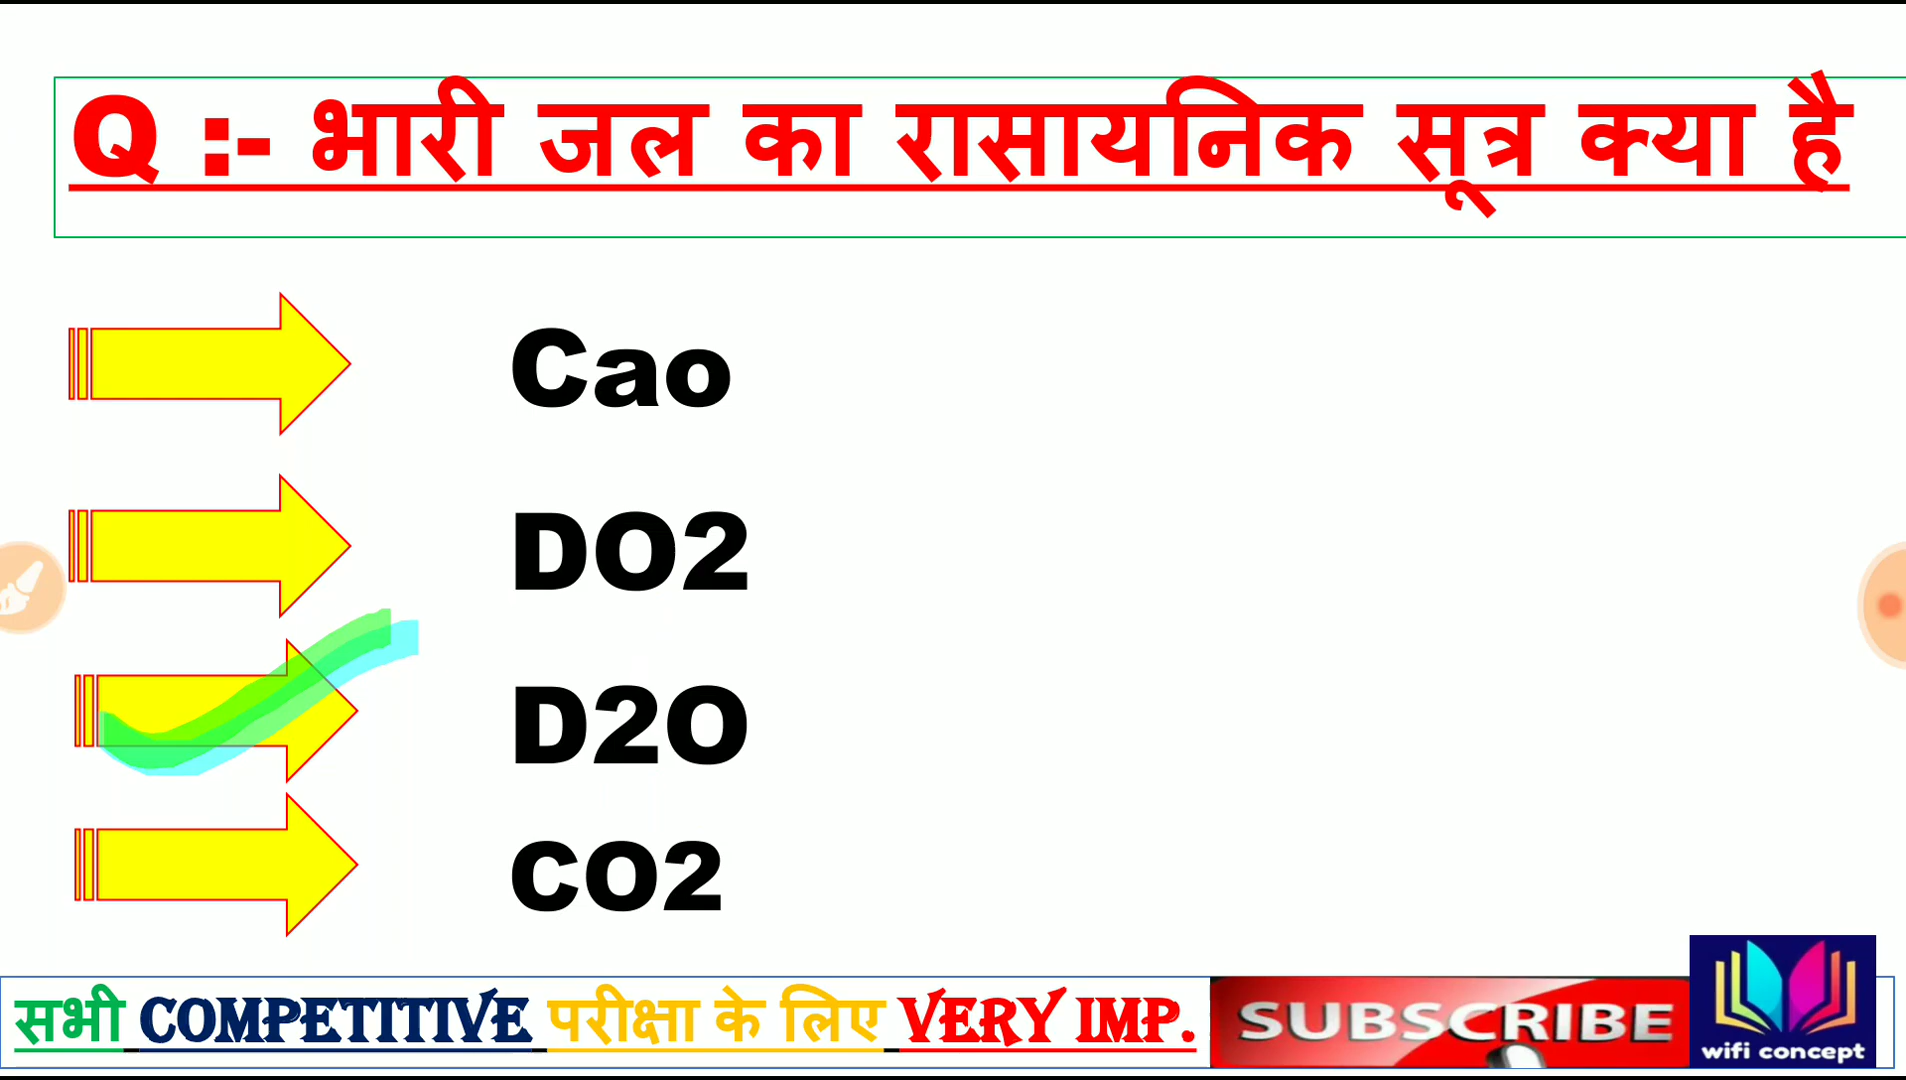 Q :- भारी जल का रासायनिक सूत्र क्या है
Cao
DO2
D2O
CO2
सभी COMPETITIVE परीक्षा के लिए VERY IMP.
SUBSCRIBE
wifi concept